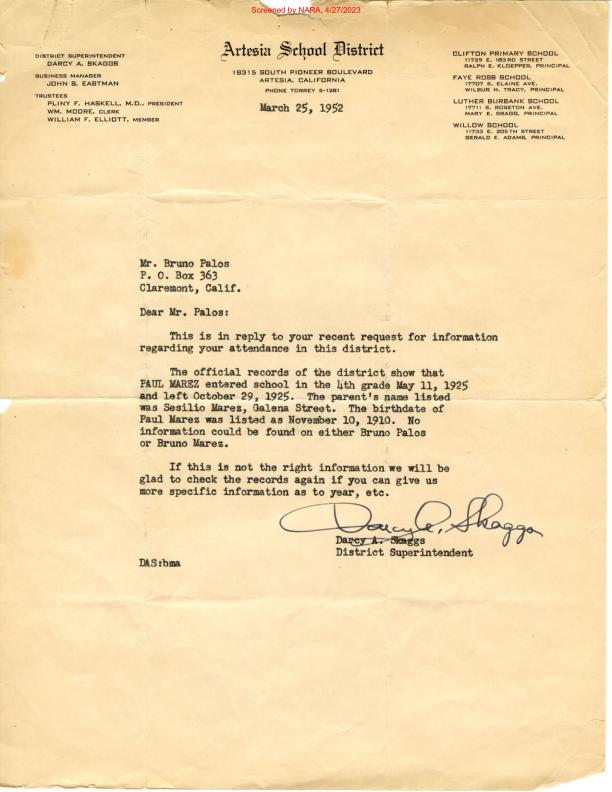 Screened by NARA, 4/27/2023
Artesia School District
18315 SOUTH PIONEER BOULEVARD
ARTESIA, CALIFORNIA
PHONE TORREY 5-1281
March 25, 1952
DISTRICT SUPERINTENDENT
DARCY A. SKAGGS
BUSINESS MANAGER
JOHN S. EASTMAN
TRUSTEES
PLINY F. HASKELL, M.D., PRESIDENT
WM. MOORE, CLERK
WILLIAM F. ELLIOTT, MEMBER
CLIFTON PRIMARY SCHOOL
11729 E. 183RD STREET
RALPH E. KLOEPPER, PRINCIPAL
FAYE ROSS SCHOOL
17707 S. ELAINE AVE.
WILBUR H. TRACY, PRINCIPAL
LUTHER BURBANK SCHOOL
17711 S. ROSETON AVE.
MARY E. BRAGG, PRINCIPAL
WILLOW SCHOOL
11733 E. 205TH STREET
GERALD E. ADAMS, PRINCIPAL
Mr. Bruno Palos
P. O. Box 363
Claremont, Calif.
Dear Mr. Palos:
This is in reply to your recent request for information
regarding your attendance in this district.
The official records of the district show that
PAUL MAREZ entered school in the 4th grade May 11, 1925
and left October 29, 1925. The parent's name listed
was Sesilio Marez, Galena Street. The birthdate of
Paul Marez was listed as November 10, 1910. No
information could be found on either Bruno Palos
or Bruno Marez.
If this is not the right information we will be
glad to check the records again if you can give us
more specific information as to year, etc.
Darcy A. Skaggs
Darcy A. Skaggs
District Superintendent
DAS:bma